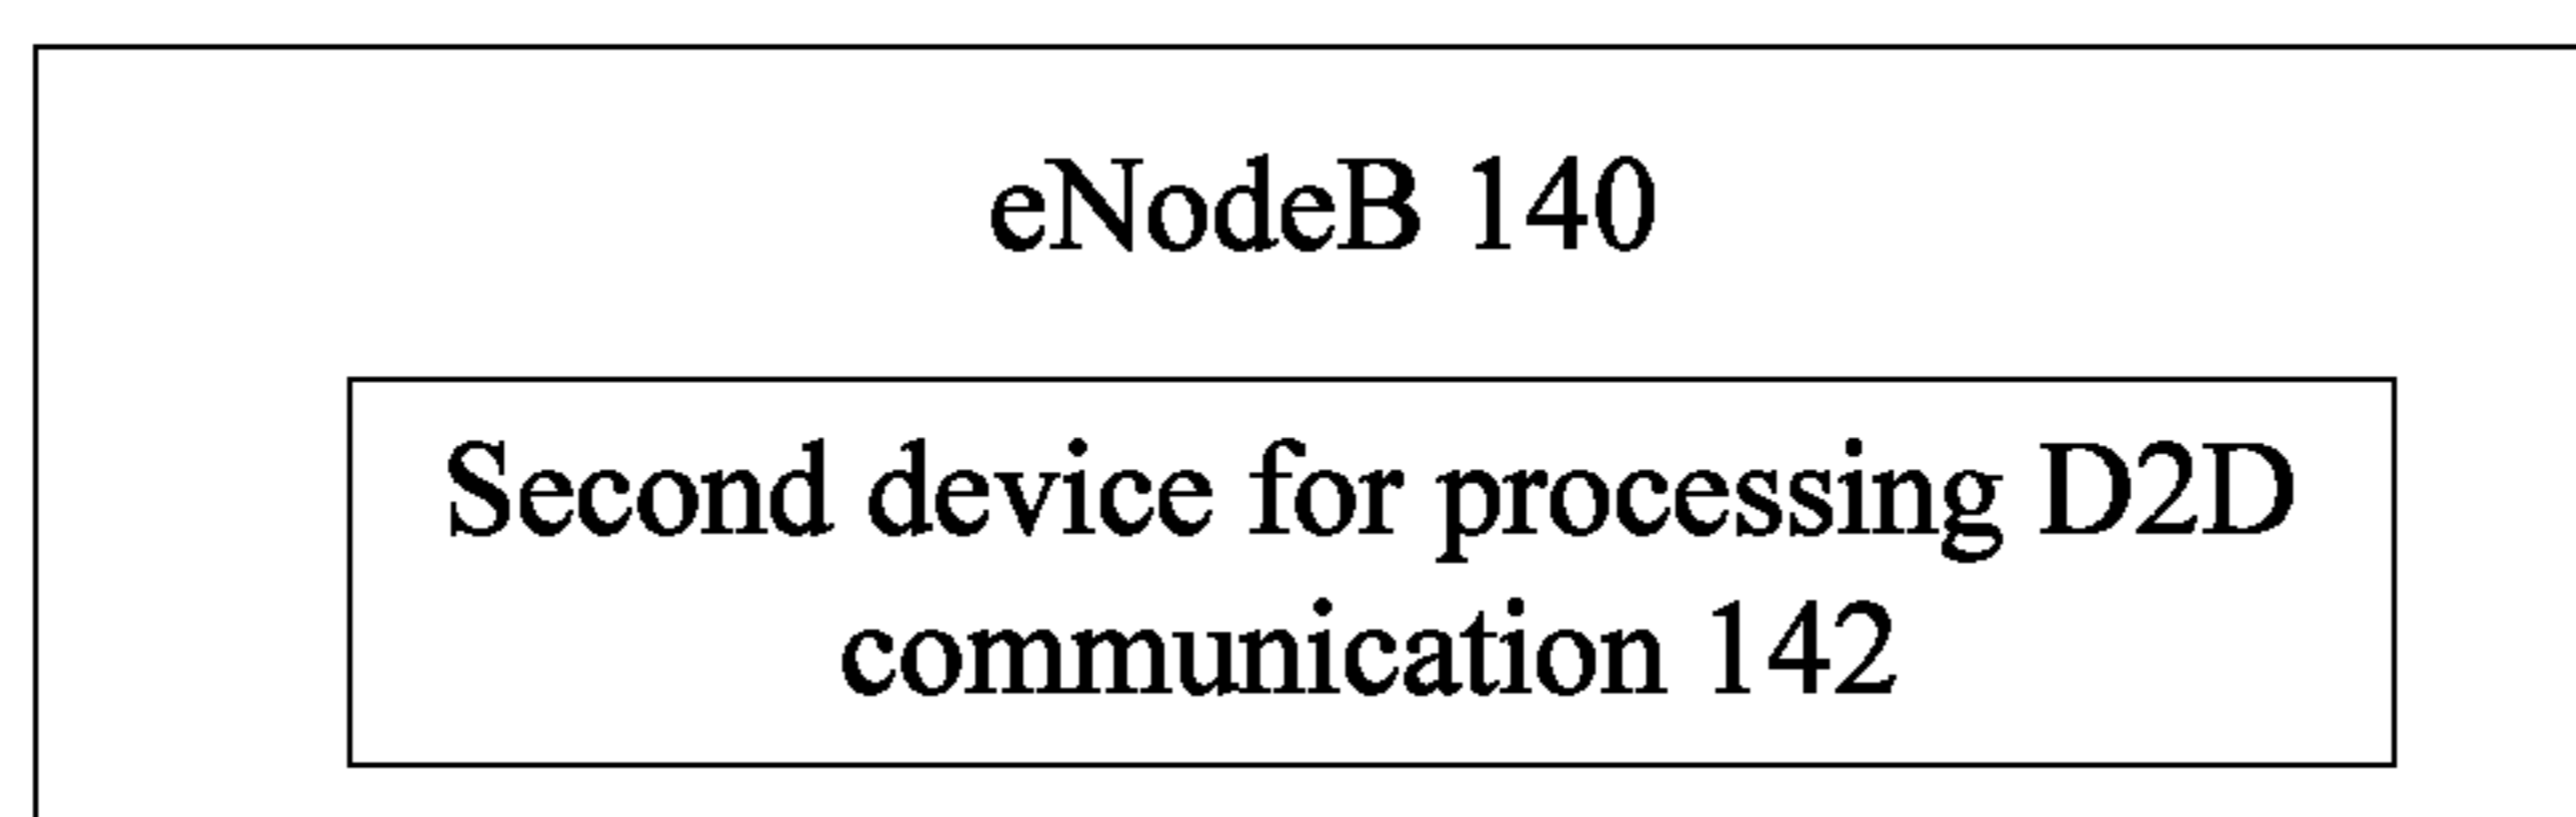 eNodeB 140
Second device for processing D2D
communication 142